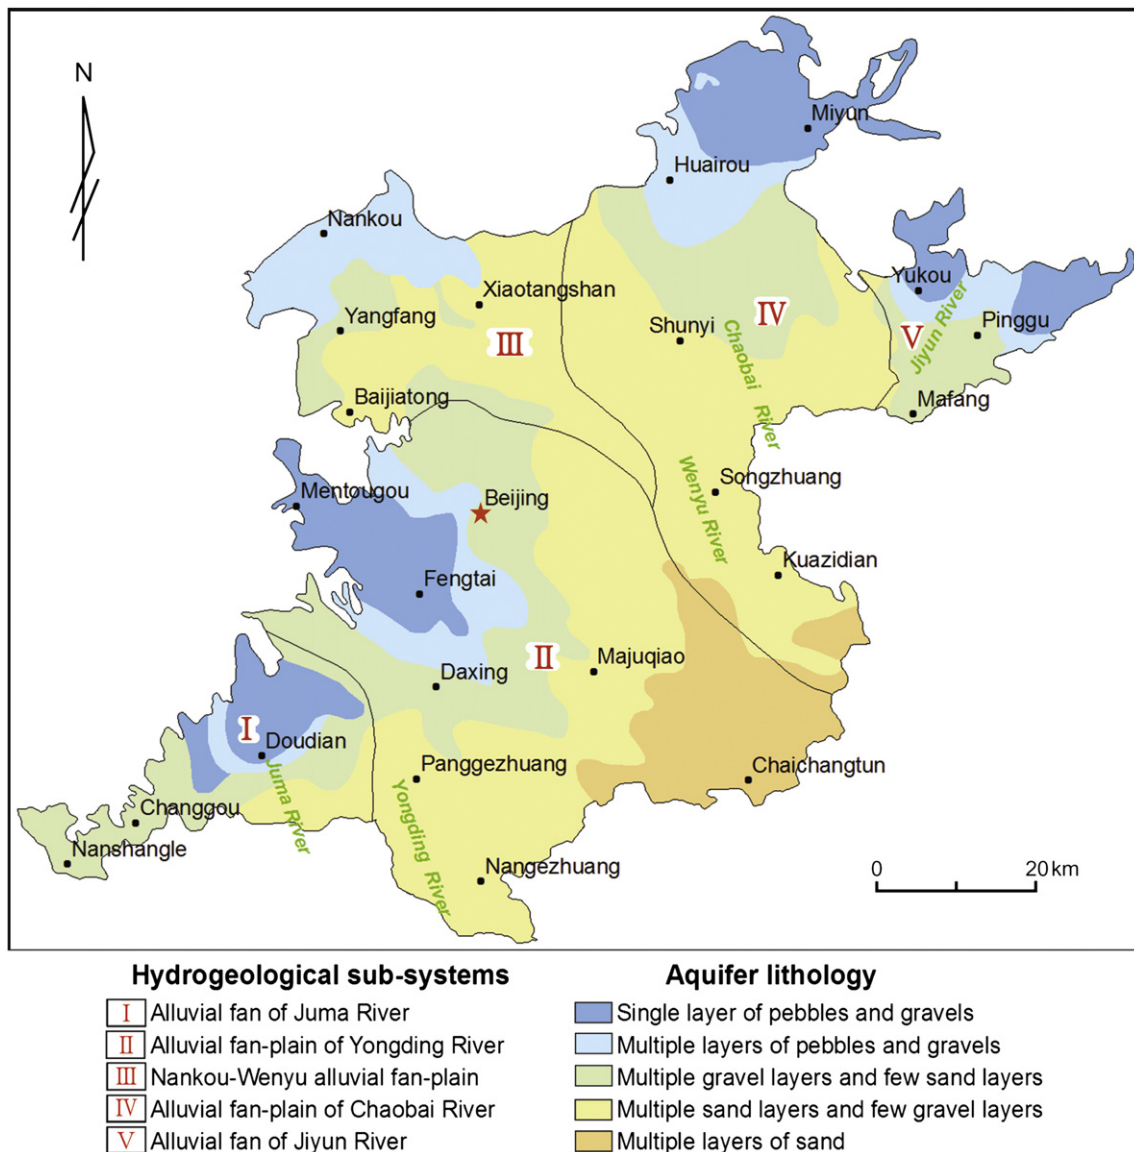 N
Miyun
Huairou
Nankou
Yukou
Xiaotangshan
Yangfang
IV
Pinggu
Shunyi
V
III
Chaobai River
Jiyun River
Baijiatong
Mafang
Mentougou
Beijing
Songzhuang
Wenyu River
Kuazidian
Fengtai
II
Majuqiao
Daxing
I
Doudian
Panggezhuang
Chaichangtun
Juma River
Yongding River
Changgou
Nanshangle
Nangezhuang
0 20km
Hydrogeological sub-systems
I Alluvial fan of Juma River
II Alluvial fan-plain of Yongding River
III Nankou-Wenyu alluvial fan-plain
IV Alluvial fan-plain of Chaobai River
V Alluvial fan of Jiyun River
Aquifer lithology
Single layer of pebbles and gravels
Multiple layers of pebbles and gravels
Multiple gravel layers and few sand layers
Multiple sand layers and few gravel layers
Multiple layers of sand